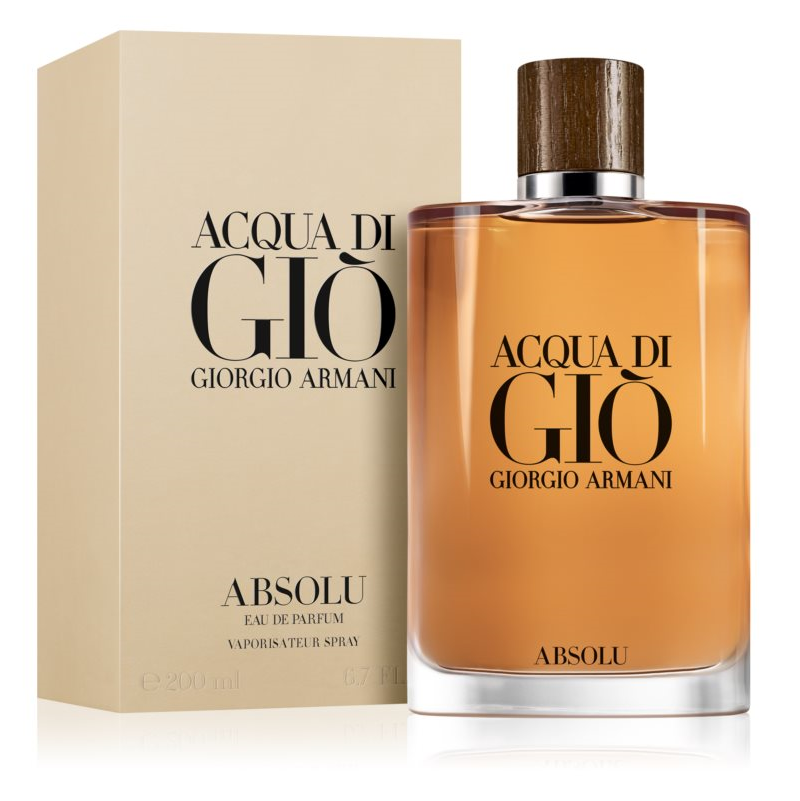 ACQUA DI
GIÒ
GIORGIO ARMANI
ABSOLU
EAU DE PARFUM
VAPORISATEUR SPRAY
℮ 200 ml 6.7 FL.
ACQUA DI
GIÒ
GIORGIO ARMANI
ABSOLU